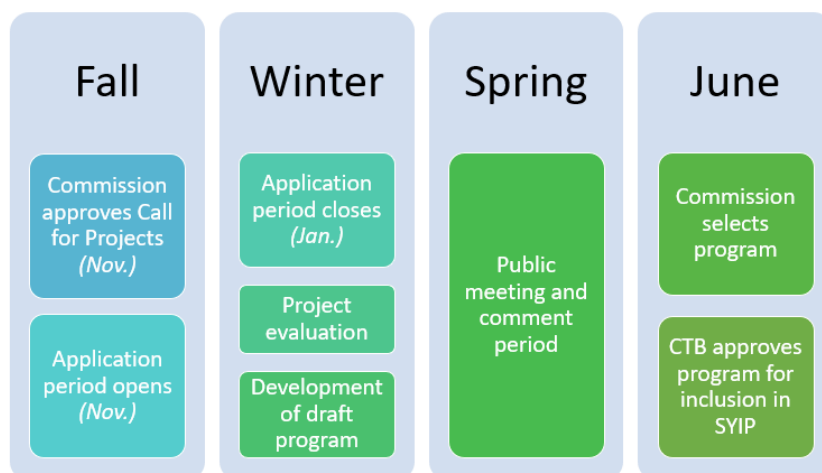 Fall
Commission
approves Call
for Projects
(Nov.)
Application
period opens
(Nov.)
Winter
Application
period closes
(Jan.)
Project
evaluation
Development
of draft
program
Spring
Public
meeting and
comment
period
June
Commission
selects
program
CTB approves
program for
inclusion in
SYIP